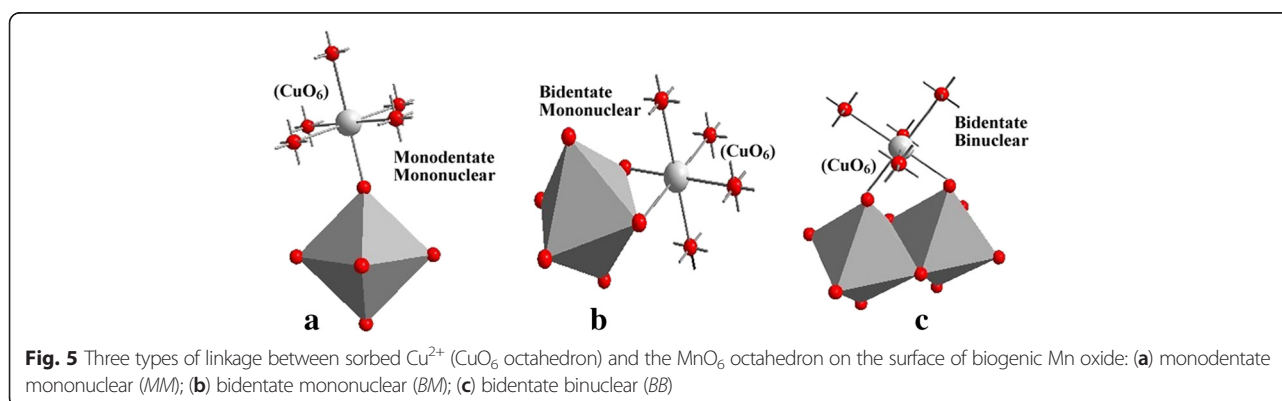 (CuO6)
Monodentate
Mononuclear
a
Bidentate
Mononuclear
(CuO6)
b
Bidentate
Binuclear
(CuO6)
c
Fig. 5 Three types of linkage between sorbed Cu2+ (CuO6 octahedron) and the MnO6 octahedron on the surface of biogenic Mn oxide: (a) monodentate
mononuclear (MM); (b) bidentate mononuclear (BM); (c) bidentate binuclear (BB)